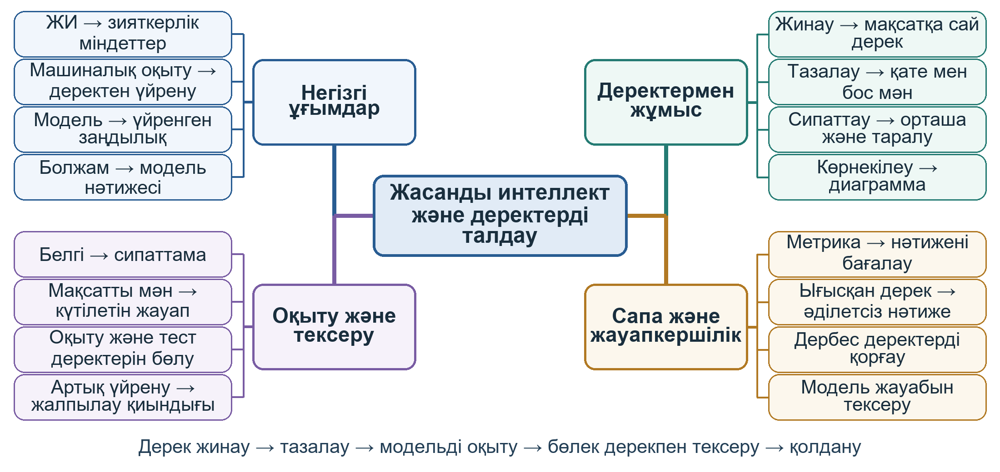 ЖИ → зияткерлік
міндеттер
Машиналық оқыту →
деректен үйрену
Модель → үйренген
заңдылық
Болжам → модель
нәтижесі
Негізгі
ұғымдар
Деректермен
жұмыс
Жинау → мақсатқа сай
дерек
Тазалау → қате мен
бос мән
Сипаттау → орташа
және таралу
Көрнекілеу →
диаграмма
Жасанды интеллект
және деректерді
талдау
Белгі → сипаттама
Мақсатты мән →
күтілетін жауап
Оқыту және тест
деректерін бөлу
Артық үйрену →
жалпылау қиындығы
Оқыту және
тексеру
Сапа және
жауапкершілік
Метрика → нәтижені
бағалау
Ығысқан дерек →
әділетсіз нәтиже
Дербес деректерді
қорғау
Модель жауабын
тексеру
Дерек жинау → тазалау → модельді оқыту → бөлек дерекпен тексеру → қолдану